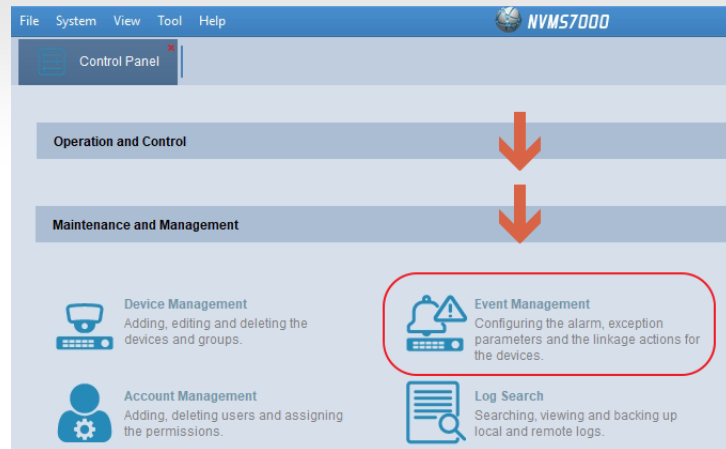 File System View Tool Help NVMS7000
Control Panel
Operation and Control
Maintenance and Management
Device Management
Adding, editing and deleting the
devices and groups.
Event Management
Configuring the alarm, exception
parameters and the linkage actions for
the devices.
Account Management
Adding, deleting users and assigning
the permissions.
Log Search
Searching, viewing and backing up
local and remote logs.